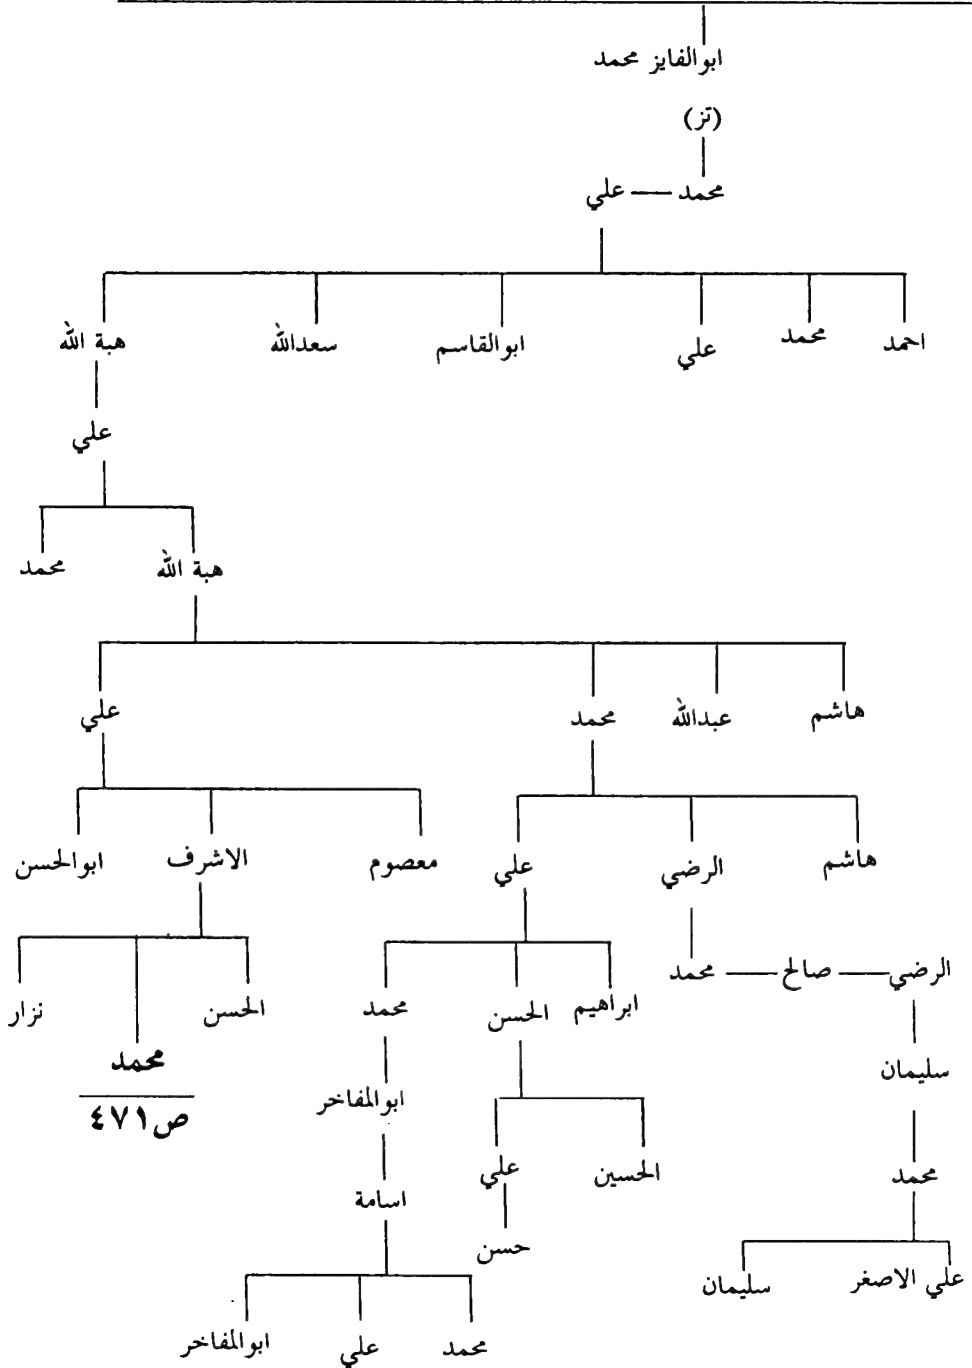 ابوالفايز محمد
(تز)
محمد — علي
احمد محمد علي ابوالقاسم سعدالله هبة الله
علي
هبة الله محمد
هاشم عبدالله محمد علي
هاشم الرضي علي معصوم الاشرف ابوالحسن
الرضي — صالح — محمد
ابراهيم الحسن محمد الحسن محمد نزار
ص٤٧١
سليمان
ابوالمفاخر
محمد
الحسين علي
اسامة
حسن
علي الاصغر سليمان
محمد علي ابوالمفاخر